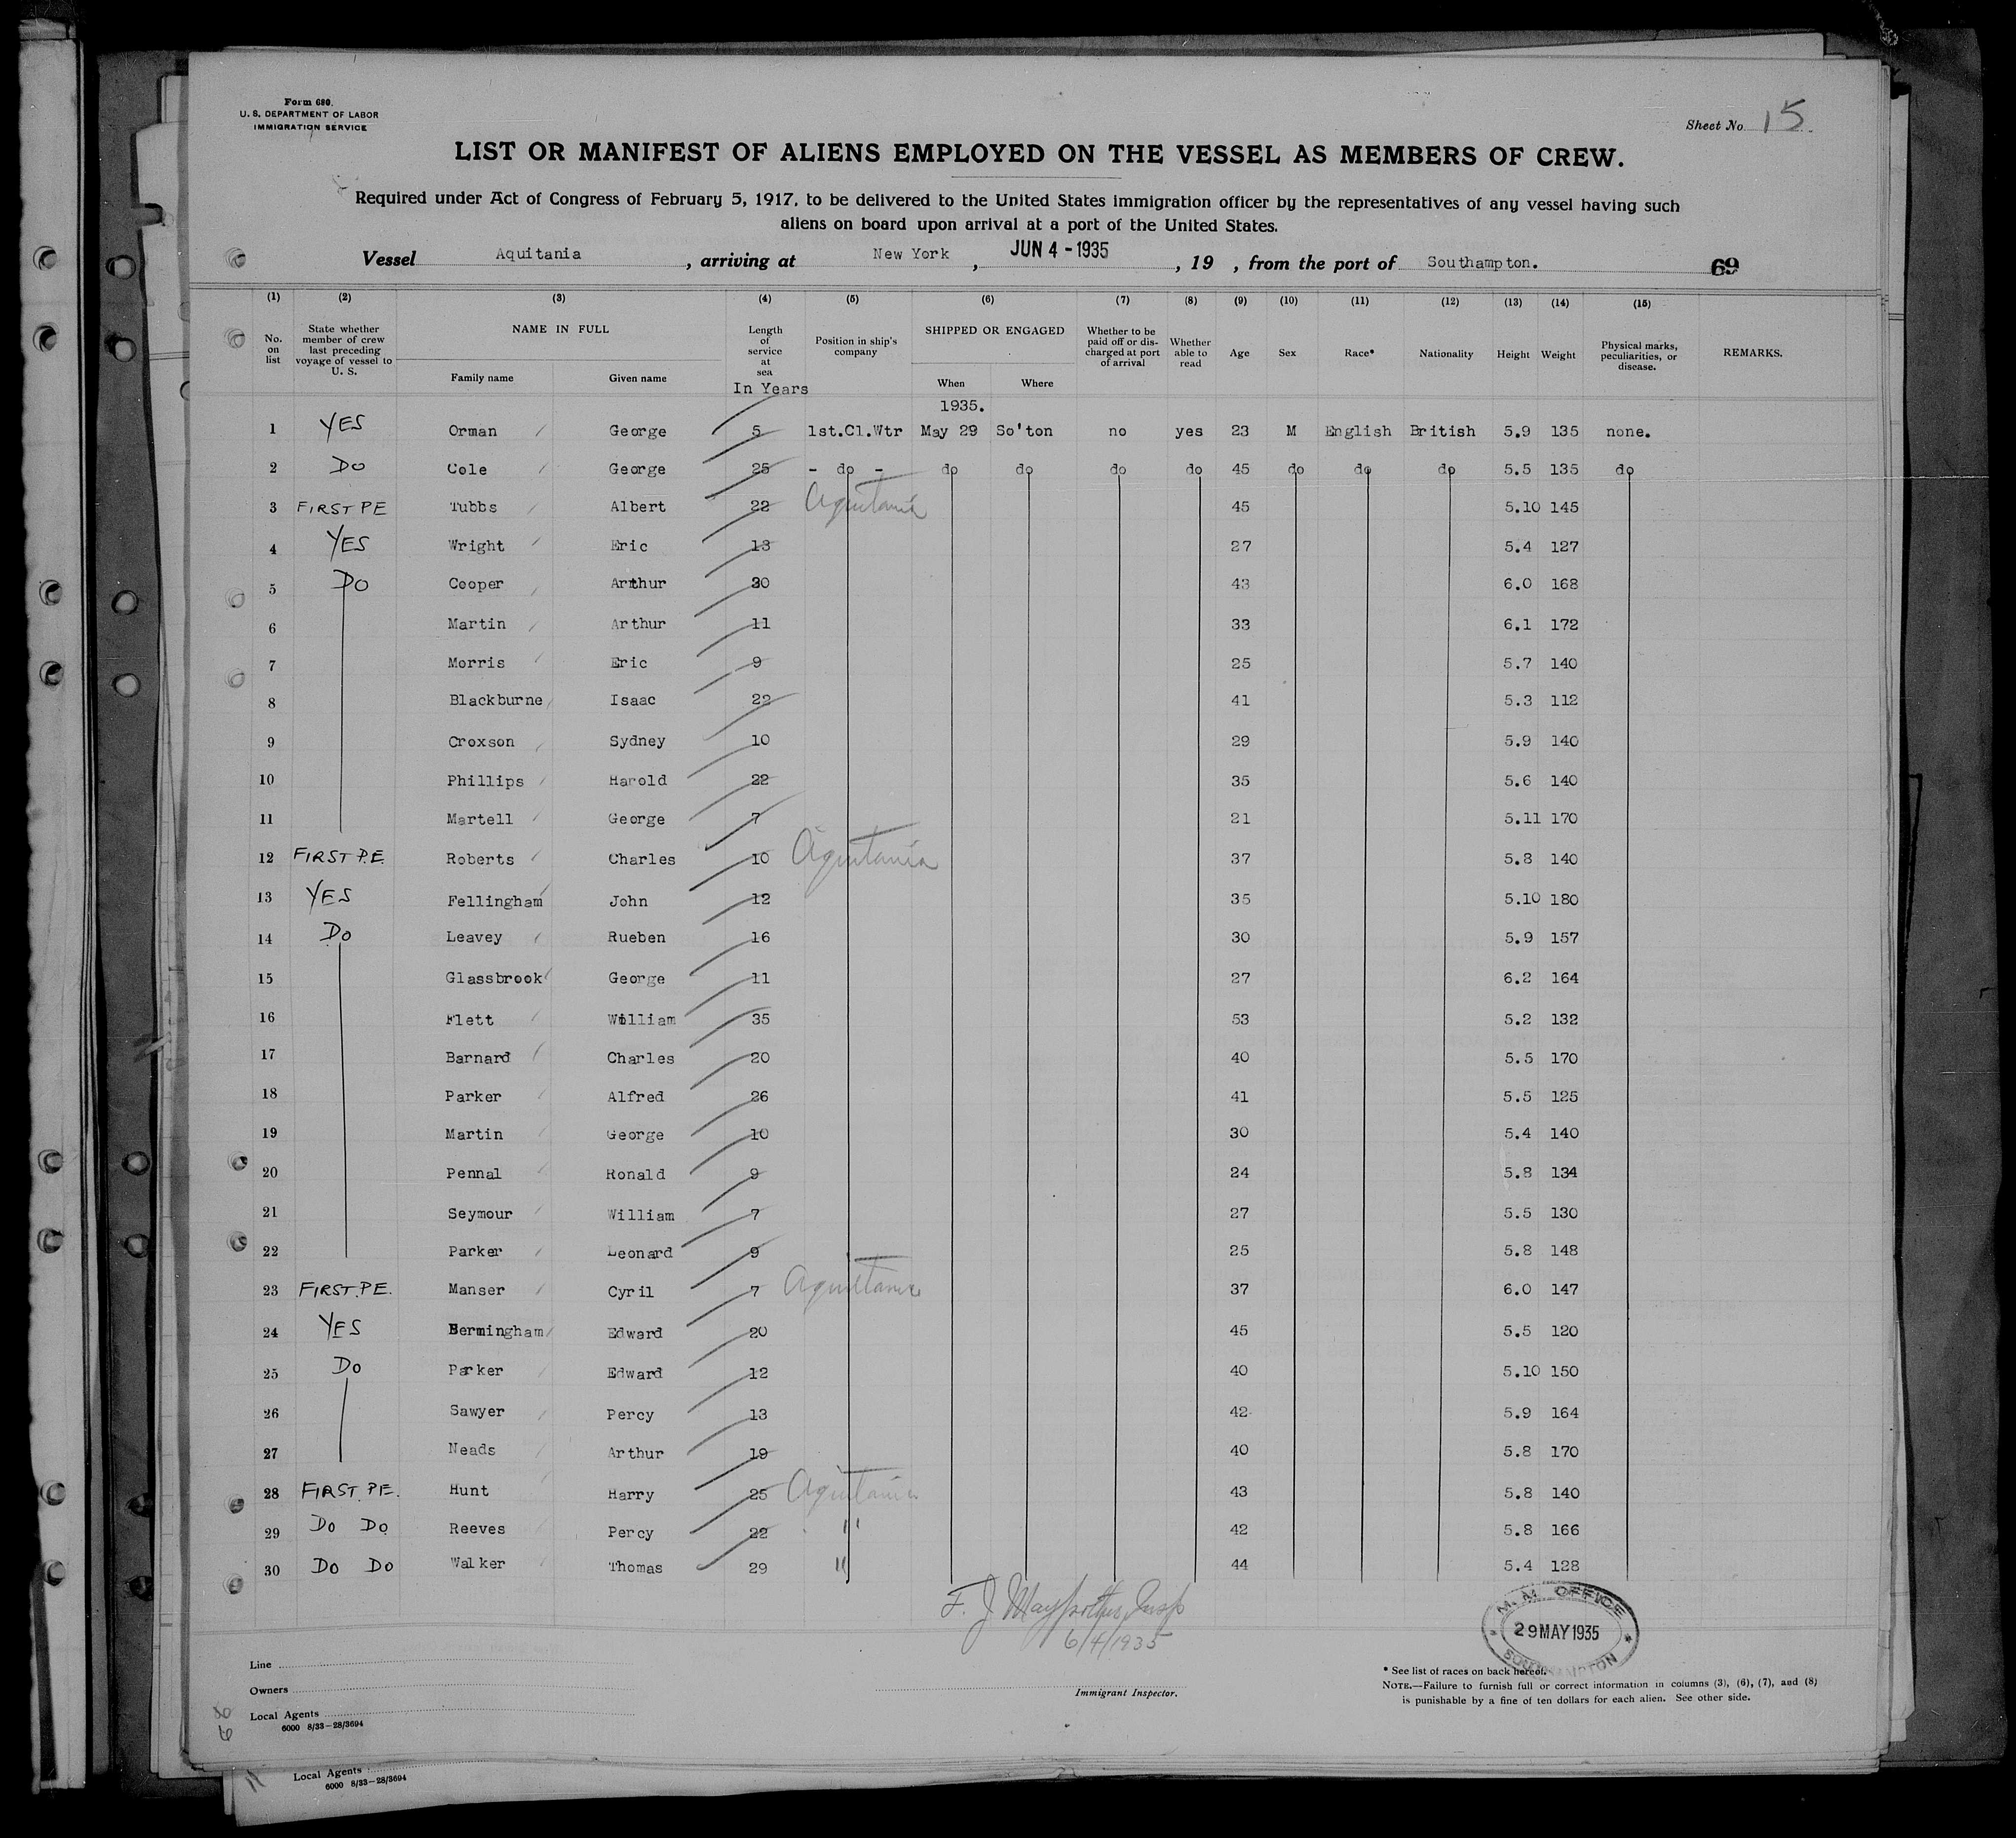 Form 680.
U. S. DEPARTMENT OF LABOR
IMMIGRATION SERVICE
Sheet No. 15
LIST OR MANIFEST OF ALIENS EMPLOYED ON THE VESSEL AS MEMBERS OF CREW.
Required under Act of Congress of February 5, 1917, to be delivered to the United States immigration officer by the representatives of any vessel having such
aliens on board upon arrival at a port of the United States.
Vessel Aquitania, arriving at New York, JUN 4 - 1935, 19 , from the port of Southampton. 69
(1) (2) (3) (4) (5) (6) (7) (8) (9) (10) (11) (12) (13) (14) (15)
No. on list State whether member of crew last preceding voyage of vessel to U. S. NAME IN FULL Family name Given name Length of service at sea In Years Position in ship's company SHIPPED OR ENGAGED When Where Whether to be paid off or discharged at port of arrival Whether able to read Age Sex Race* Nationality Height Weight Physical marks, peculiarities, or disease. REMARKS.
1935.
1 YES Orman George 5 1st.Cl.Wtr May 29 So'ton no yes 23 M English British 5.9 135 none.
2 DO Cole George 25 - do - do do do do 45 do do do 5.5 135 do
3 FIRST PE Tubbs Albert 22 Aquitania 45 5.10 145
4 YES Wright Eric 13 27 5.4 127
5 DO Cooper Arthur 30 43 6.0 168
6 Martin Arthur 11 33 6.1 172
7 Morris Eric 9 25 5.7 140
8 Blackburne Isaac 22 41 5.3 112
9 Croxson Sydney 10 29 5.9 140
10 Phillips Harold 22 35 5.6 140
11 Martell George 7 21 5.11 170
12 FIRST P.E. Roberts Charles 10 Aquitania 37 5.8 140
13 YES Fellingham John 12 35 5.10 180
14 DO Leavey Rueben 16 30 5.9 157
15 Glassbrook George 11 27 6.2 164
16 Flett William 35 53 5.2 132
17 Barnard Charles 20 40 5.5 170
18 Parker Alfred 26 41 5.5 125
19 Martin George 10 30 5.4 140
20 Pennal Ronald 9 24 5.8 134
21 Seymour William 7 27 5.5 130
22 Parker Leonard 9 25 5.8 148
23 FIRST P.E. Manser Cyril 7 Aquitania 37 6.0 147
24 YES Bermingham Edward 20 45 5.5 120
25 DO Parker Edward 12 40 5.10 150
26 Sawyer Percy 13 42 5.9 164
27 Neads Arthur 19 40 5.8 170
28 FIRST P.E. Hunt Harry 25 Aquitania 43 5.8 140
29 DO DO Reeves Percy 22 " 42 5.8 166
30 DO DO Walker Thomas 29 " 44 5.4 128
F. J. Insp
6/4/1935
M. M. OFFICE
29 MAY 1935
SOUTHAMPTON
Line
Owners
Local Agents
6000 8/33-28/3694
Immigrant Inspector.
* See list of races on back hereof.
NOTE.—Failure to furnish full or correct information in columns (3), (6), (7), and (8)
is punishable by a fine of ten dollars for each alien. See other side.
Local Agents
6000 8/33-28/3694